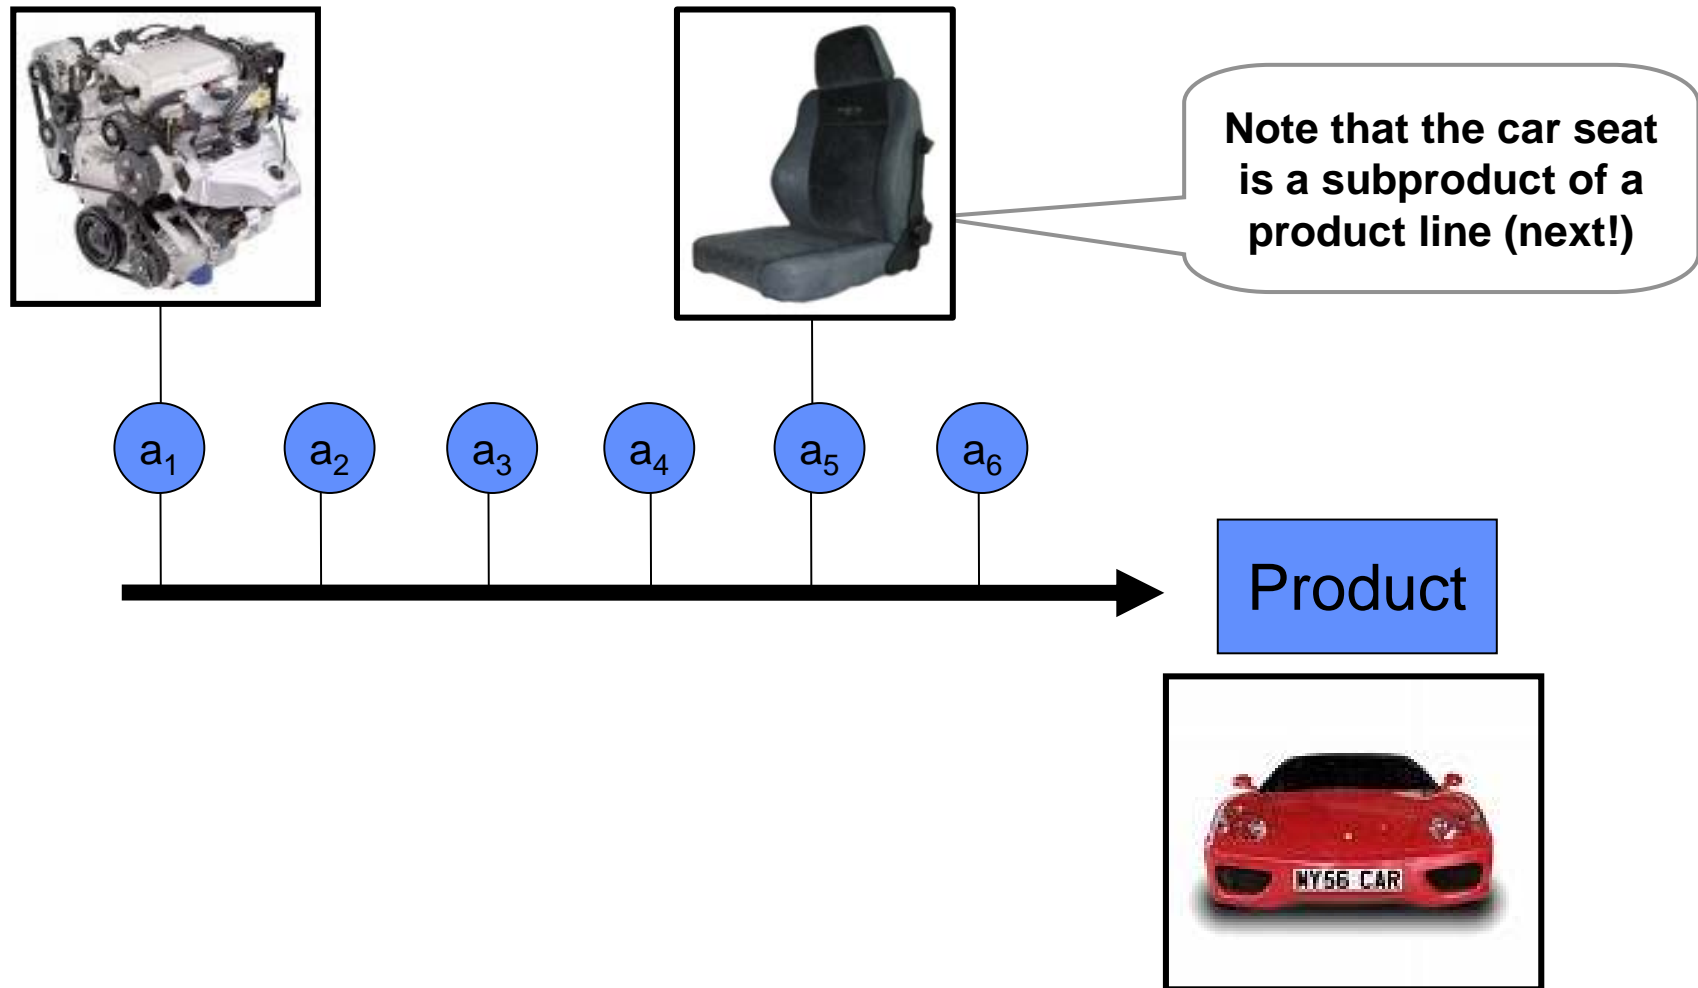 Note that the car seat
is a subproduct of a
product line (next!)
a₁ a₂ a₃ a₄ a₅ a₆
Product
MY56 CAR